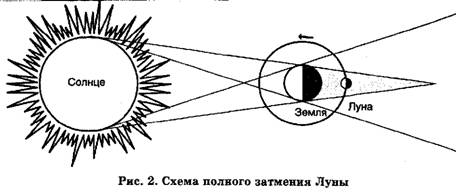 Солнце
Земля
Луна
Рис. 2. Схема полного затмения Луны